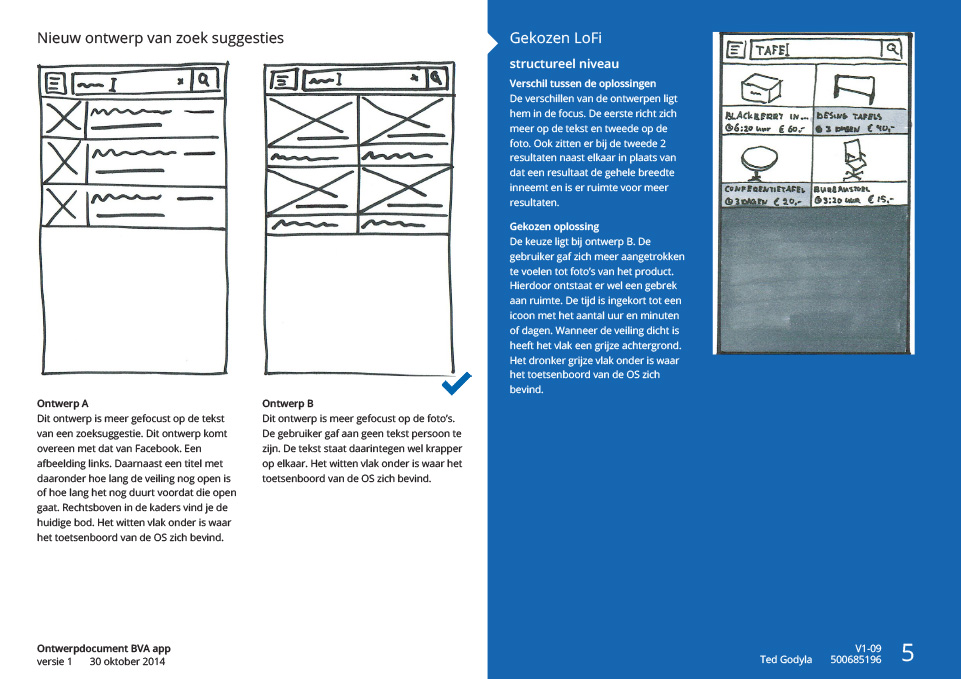 Nieuw ontwerp van zoek suggesties
Ontwerp A
Dit ontwerp is meer gefocust op de tekst
van een zoeksuggestie. Dit ontwerp komt
overeen met dat van Facebook. Een
afbeelding links. Daarnaast een titel met
daaronder hoe lang de veiling nog open is
of hoe lang het nog duurt voordat die open
gaat. Rechtsboven in de kaders vind je de
huidige bod. Het witten vlak onder is waar
het toetsenboord van de OS zich bevind.
Ontwerp B
Dit ontwerp is meer gefocust op de foto's.
De gebruiker gaf aan geen tekst persoon te
zijn. De tekst staat daarintegen wel krapper
op elkaar. Het witten vlak onder is waar het
toetsenboord van de OS zich bevind.
Ontwerpdocument BVA app
versie 1 30 oktober 2014
Gekozen LoFi
structureel niveau
Verschil tussen de oplossingen
De verschillen van de ontwerpen ligt
hem in de focus. De eerste richt zich
meer op de tekst en tweede op de
foto. Ook zitten er bij de tweede 2
resultaten naast elkaar in plaats van
dat een resultaat de gehele breedte
inneemt en is er ruimte voor meer
resultaten.
Gekozen oplossing
De keuze ligt bij ontwerp B. De
gebruiker gaf zich meer aangetrokken
te voelen tot foto's van het product.
Hierdoor ontstaat er wel een gebrek
aan ruimte. De tijd is ingekort tot een
icoon met het aantal uur en minuten
of dagen. Wanneer de veiling dicht is
heeft het vlak een grijze achtergrond.
Het dronker grijze vlak onder is waar
het toetsenboord van de OS zich
bevind.
TAFE
BLACKBERRY IN... DESING TAFELS
6:20 uur € 60,- 3 DAGEN € 40,-
CONFERENTIETAFEL BUREAUSTOEL
3 DAGEN € 20,- 3:20 uur € 15,-
V1-09
Ted Godyla 500685196 5